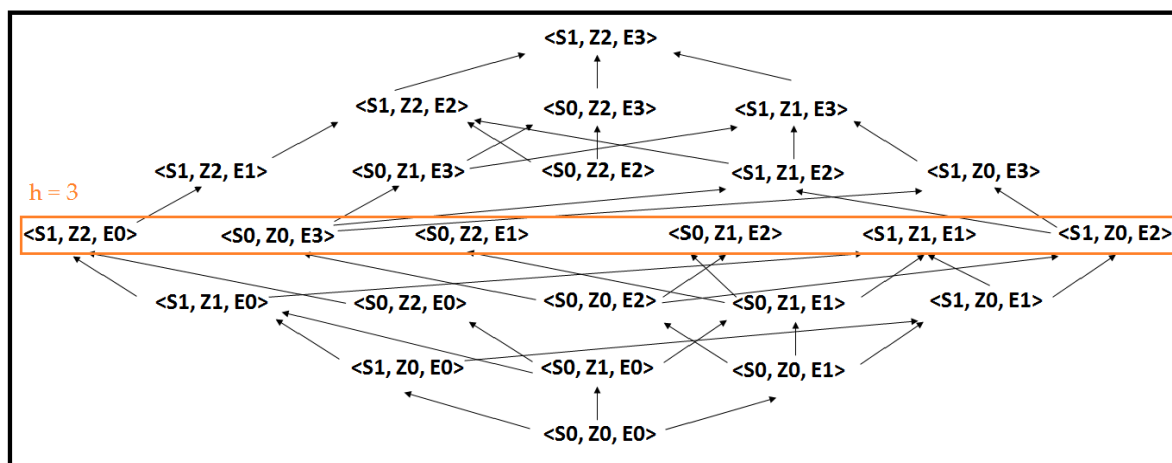 <S1, Z2, E3>
<S1, Z2, E2> <S0, Z2, E3> <S1, Z1, E3>
<S1, Z2, E1> <S0, Z1, E3> <S0, Z2, E2> <S1, Z1, E2> <S1, Z0, E3>
h = 3
<S1, Z2, E0> <S0, Z0, E3> <S0, Z2, E1> <S0, Z1, E2> <S1, Z1, E1> <S1, Z0, E2>
<S1, Z1, E0> <S0, Z2, E0> <S0, Z0, E2> <S0, Z1, E1> <S1, Z0, E1>
<S1, Z0, E0> <S0, Z1, E0> <S0, Z0, E1>
<S0, Z0, E0>